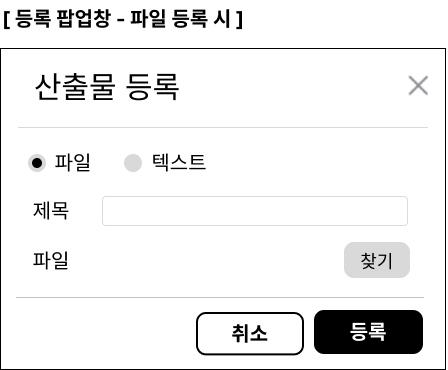 [ 등록 팝업창 - 파일 등록 시 ]
산출물 등록
파일 텍스트
제목
파일 찾기
취소 등록